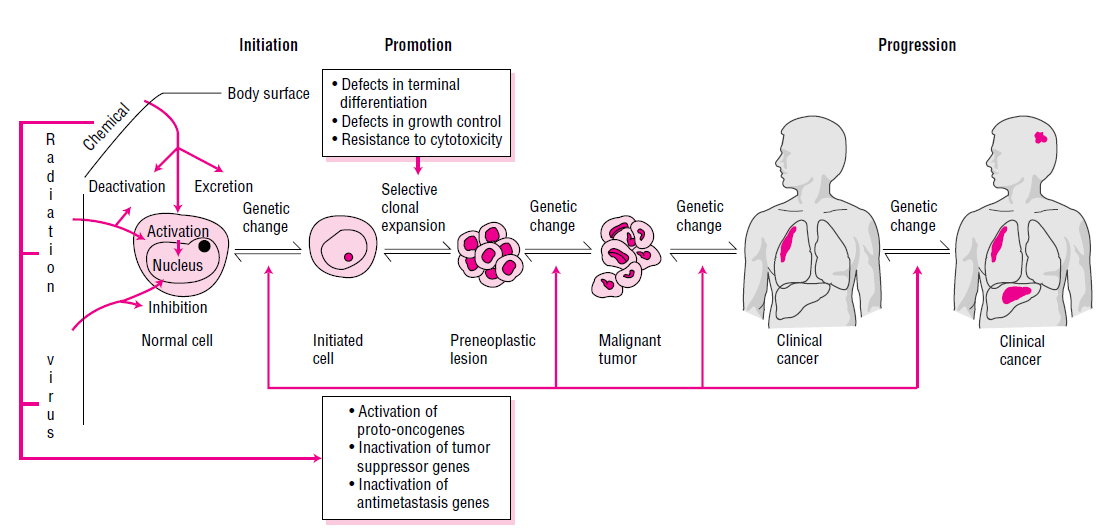 Initiation
Promotion
Progression
Body surface
• Defects in terminal
differentiation
• Defects in growth control
• Resistance to cytotoxicity
Chemical
Radiation
virus
Deactivation
Excretion
Activation
Nucleus
Inhibition
Genetic
change
Selective
clonal
expansion
Genetic
change
Genetic
change
Genetic
change
Normal cell
Initiated
cell
Preneoplastic
lesion
Malignant
tumor
Clinical
cancer
Clinical
cancer
• Activation of
proto-oncogenes
• Inactivation of tumor
suppressor genes
• Inactivation of
antimetastasis genes